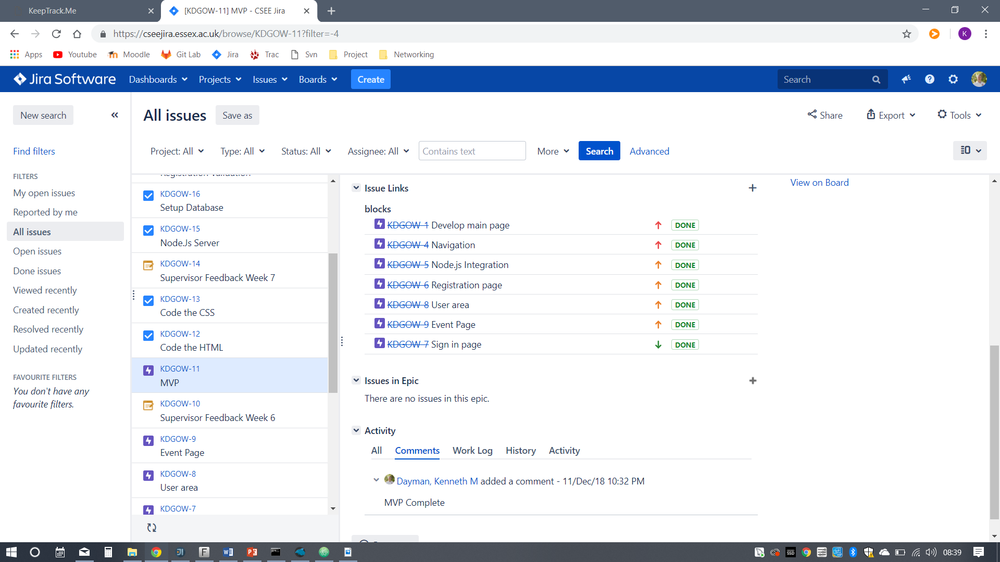 KeepTrack.Me
[KDGOW-11] MVP - CSEE Jira
https://cseejira.essex.ac.uk/browse/KDGOW-11?filter=-4
K
Apps Youtube Moodle Git Lab Jira Trac Svn Project Networking
Jira Software Dashboards Projects Issues Boards Create Search
New search
All issues Save as Share Export Tools
Find filters
Project: All Type: All Status: All Assignee: All Contains text More Search Advanced
FILTERS
My open issues
Reported by me
All issues
Open issues
Done issues
Viewed recently
Created recently
Resolved recently
Updated recently
FAVOURITE FILTERS
You don't have any
favourite filters.
Registration Validation
KDGOW-16
Setup Database
KDGOW-15
Node.Js Server
KDGOW-14
Supervisor Feedback Week 7
KDGOW-13
Code the CSS
KDGOW-12
Code the HTML
KDGOW-11
MVP
KDGOW-10
Supervisor Feedback Week 6
KDGOW-9
Event Page
KDGOW-8
User area
KDGOW-7
Issue Links
blocks
KDGOW-1 Develop main page DONE
KDGOW-4 Navigation DONE
KDGOW-5 Node.js Integration DONE
KDGOW-6 Registration page DONE
KDGOW-8 User area DONE
KDGOW-9 Event Page DONE
KDGOW-7 Sign in page DONE
Issues in Epic
There are no issues in this epic.
Activity
All Comments Work Log History Activity
Dayman, Kenneth M added a comment - 11/Dec/18 10:32 PM
MVP Complete
View on Board
08:39